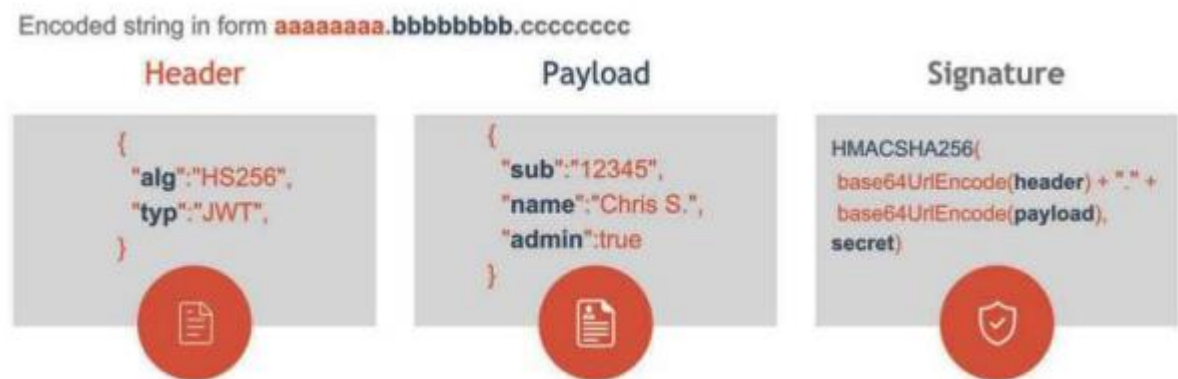 Encoded string in form aaaaaaaa.bbbbbbbbb.cccccccc
Header
{
"alg":"HS256",
"typ":"JWT",
}
Payload
{
"sub":"12345",
"name":"Chris S.",
"admin":true
}
Signature
HMACSHA256(
base64UrlEncode(header) + "." +
base64UrlEncode(payload),
secret)